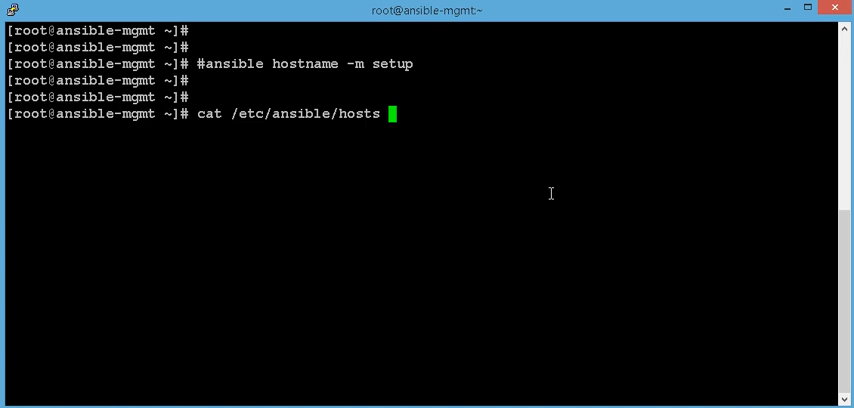 root@ansible-mgmt:~
[root@ansible-mgmt ~]#
[root@ansible-mgmt ~]#
[root@ansible-mgmt ~]# #ansible hostname -m setup
[root@ansible-mgmt ~]#
[root@ansible-mgmt ~]#
[root@ansible-mgmt ~]# cat /etc/ansible/hosts